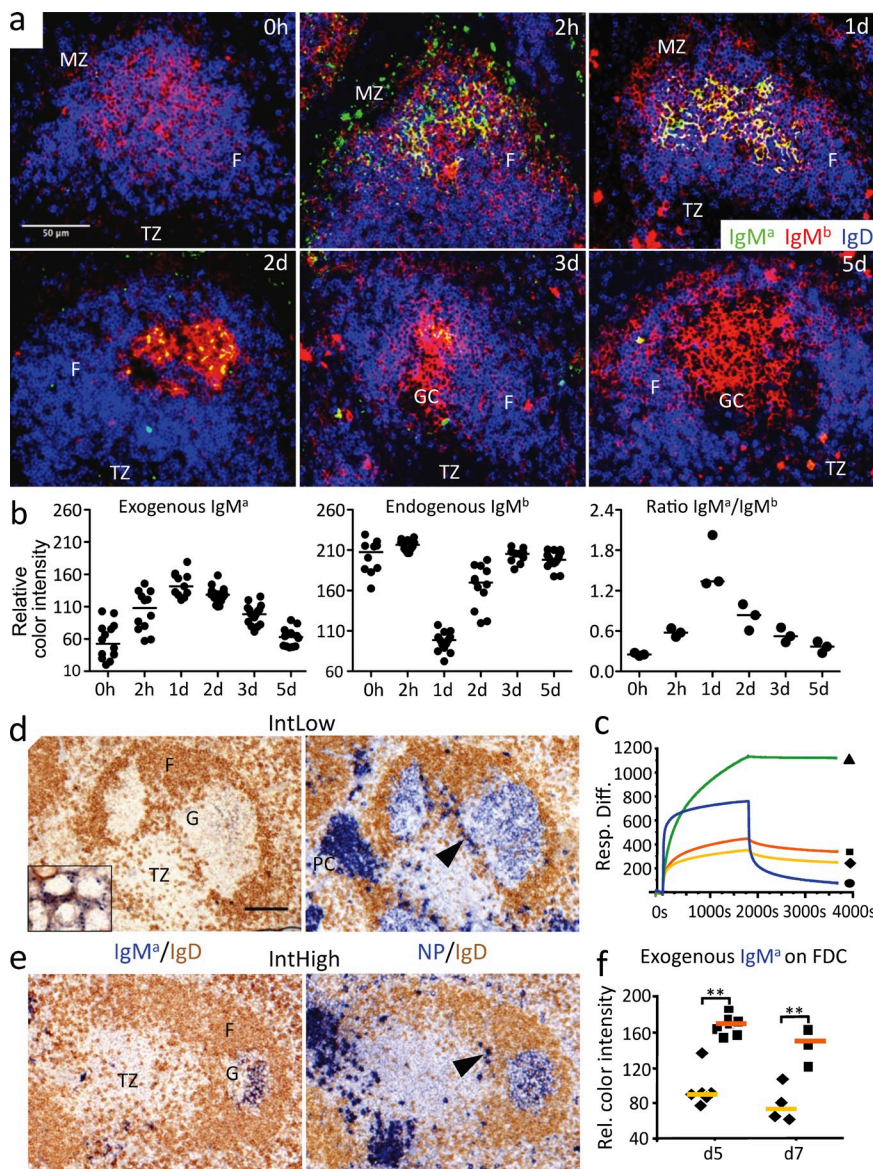 a
0h
MZ
F
TZ
50 μm
2h
MZ
F
1d
MZ
F
TZ
IgMᵃ IgMᵇ IgD
2d
F
TZ
3d
GC
F
TZ
5d
F
GC
TZ
b
Exogenous IgMᵃ
Relative color intensity
260
210
160
110
60
10
0h 2h 1d 2d 3d 5d
Endogenous IgMᵇ
260
210
160
110
60
0h 2h 1d 2d 3d 5d
Ratio IgMᵃ/IgMᵇ
2.4
1.8
1.2
0.6
0.0
0h 2h 1d 2d 3d 5d
d
IntLow
F
G
TZ
PC
c
Resp. Diff.
1200
1000
800
600
400
200
0s 1000s 2000s 3000s 4000s
e
IgMᵃ/IgD
IntHigh
NP/IgD
F
G
TZ
f
Exogenous IgMᵃ on FDC
Rel. color intensity
200
160
120
80
40
**
**
d5 d7